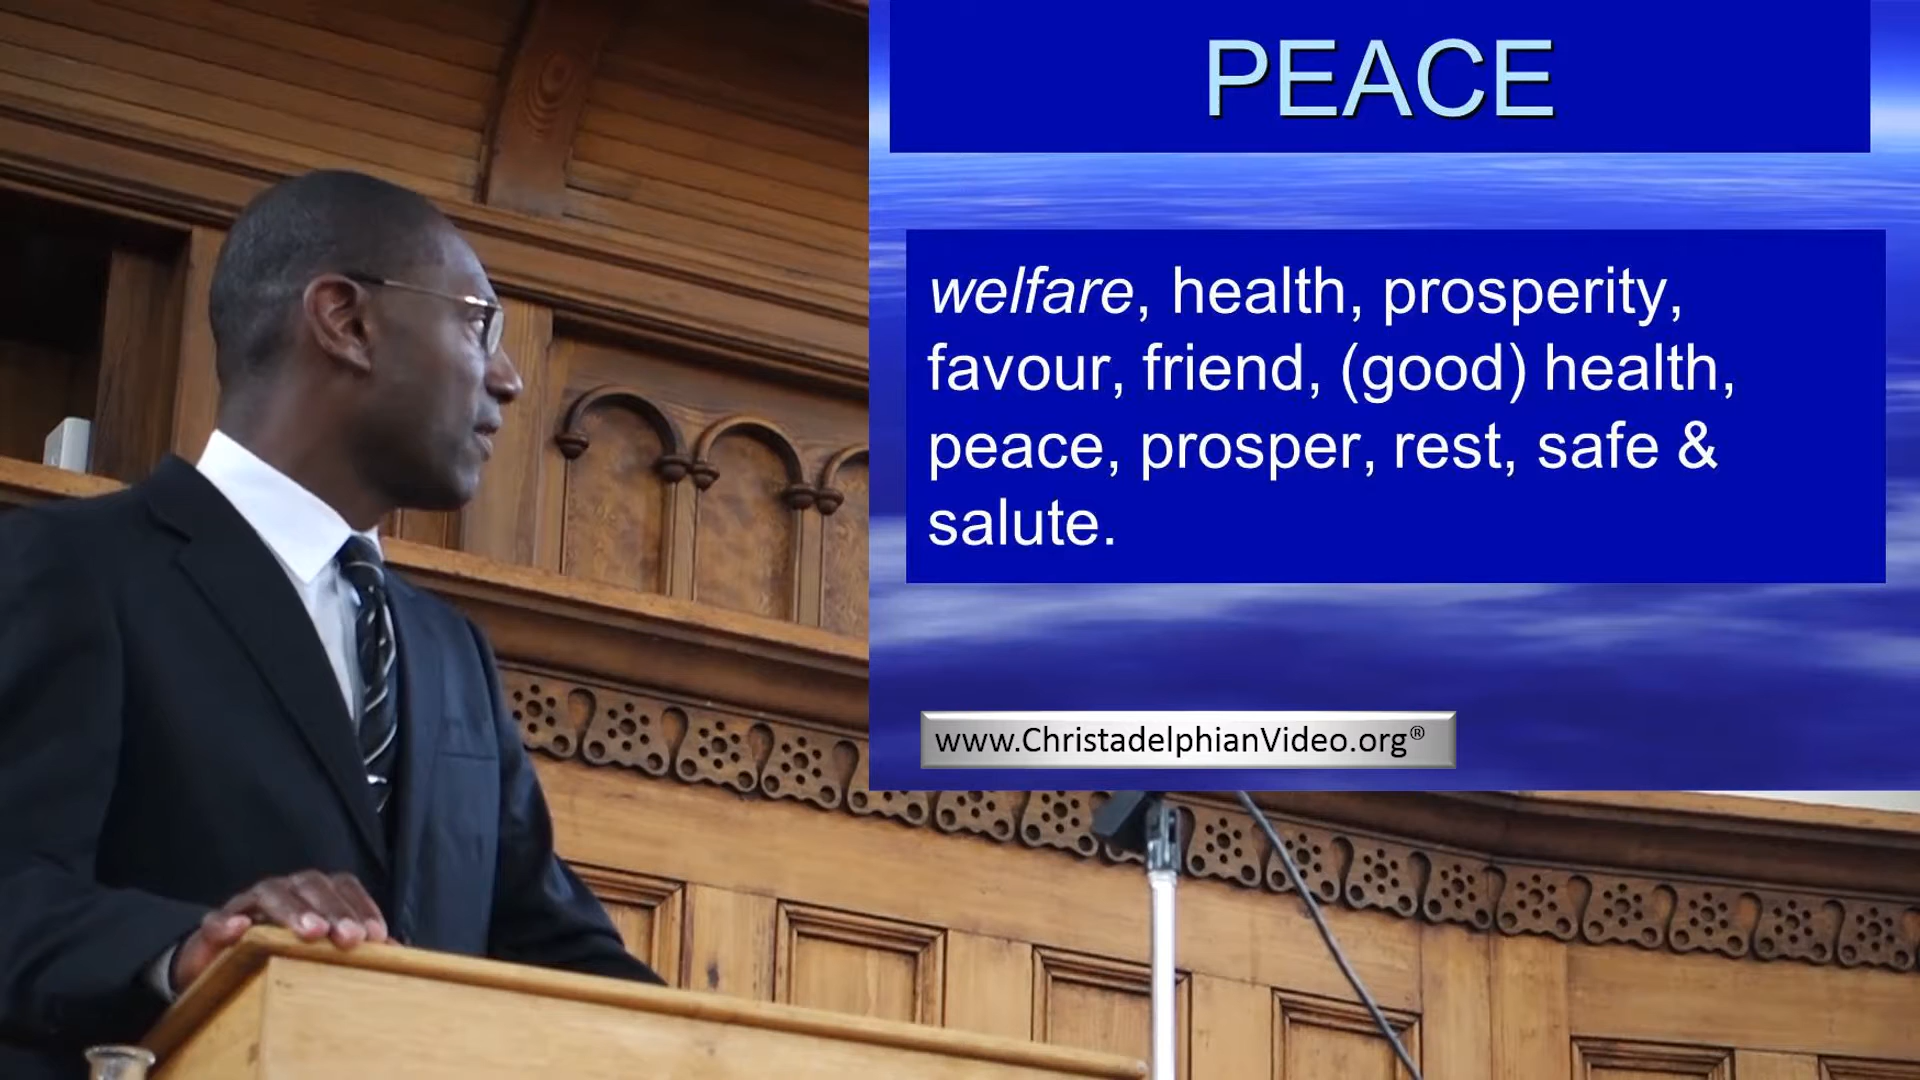 PEACE
welfare, health, prosperity,
favour, friend, (good) health,
peace, prosper, rest, safe &
salute.
www.ChristadelphianVideo.org®